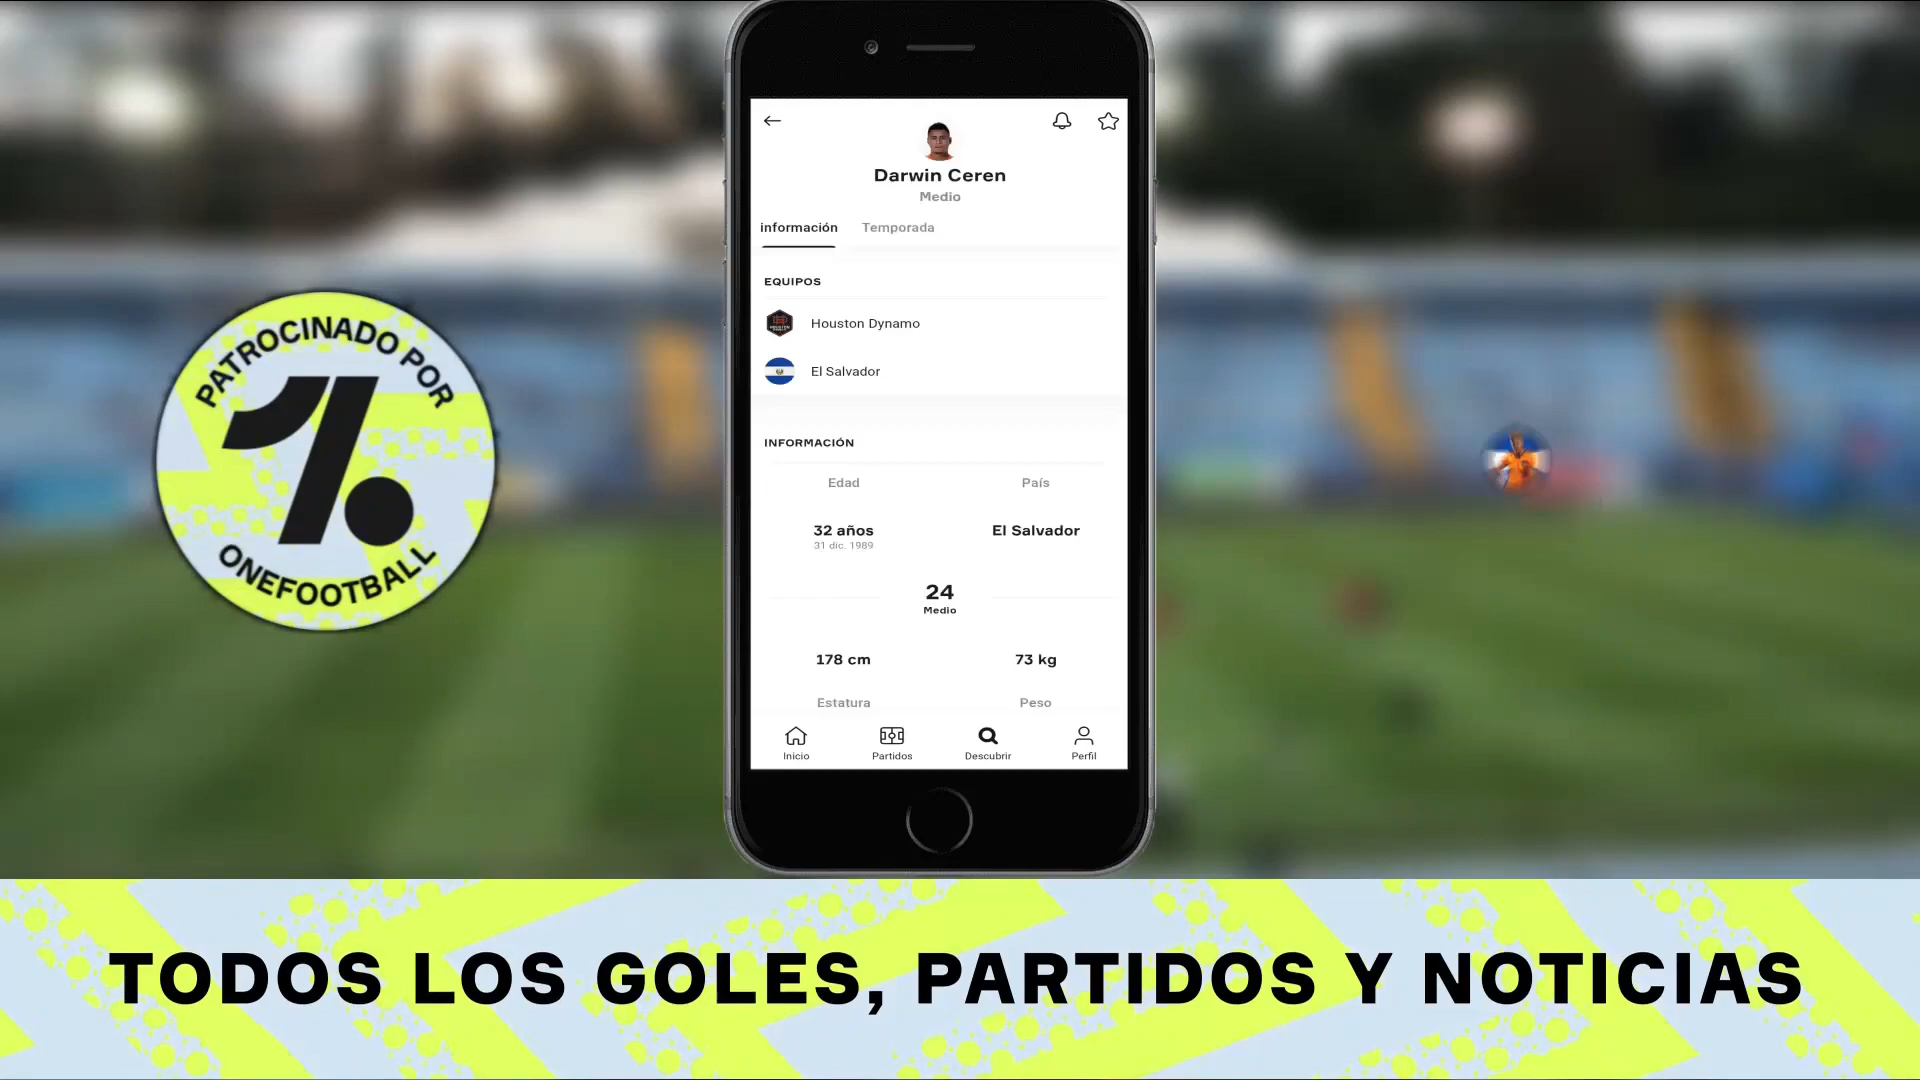 PATROCINADO POR
ONEFOOTBALL
Darwin Ceren
Medio
información Temporada
EQUIPOS
Houston Dynamo
El Salvador
INFORMACIÓN
Edad País
32 años El Salvador
31 dic. 1989
24
Medio
178 cm 73 kg
Estatura Peso
Inicio Partidos Descubrir Perfil
TODOS LOS GOLES, PARTIDOS Y NOTICIAS